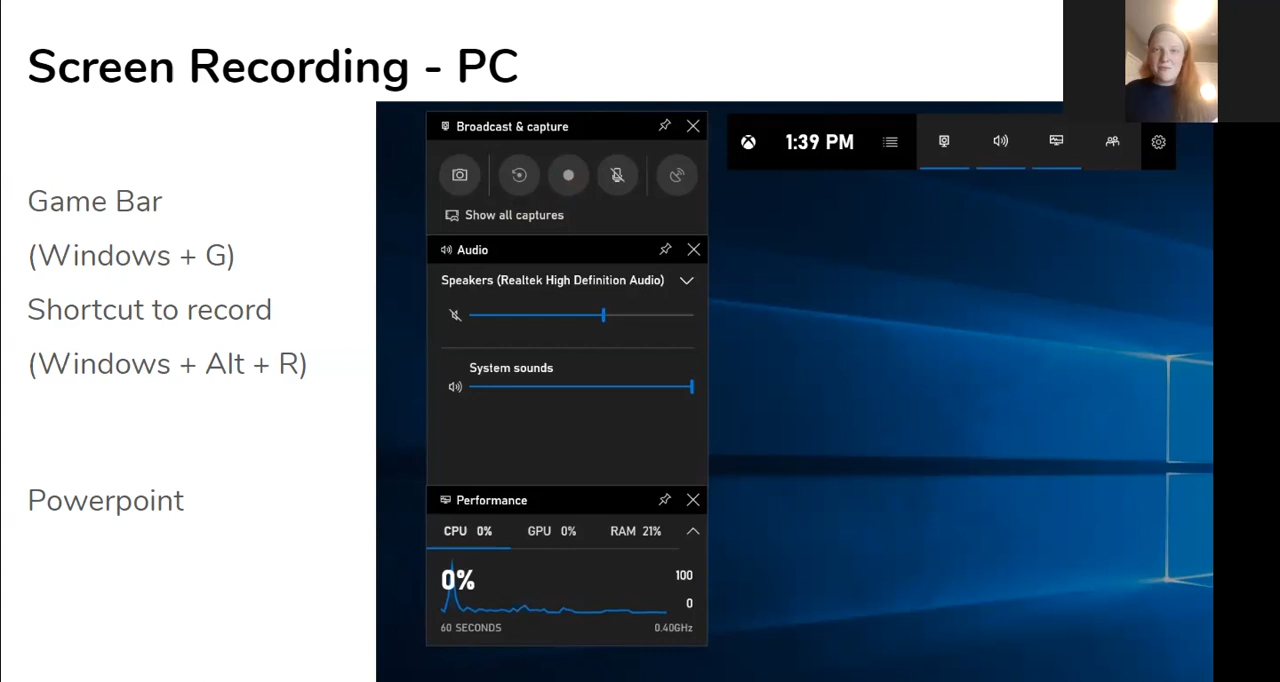 Screen Recording - PC
Game Bar
(Windows + G)
Shortcut to record
(Windows + Alt + R)
Powerpoint
Broadcast & capture
Show all captures
Audio
Speakers (Realtek High Definition Audio)
System sounds
Performance
CPU 0% GPU 0% RAM 21%
0%
100
0
60 SECONDS 0.40GHz
1:39 PM